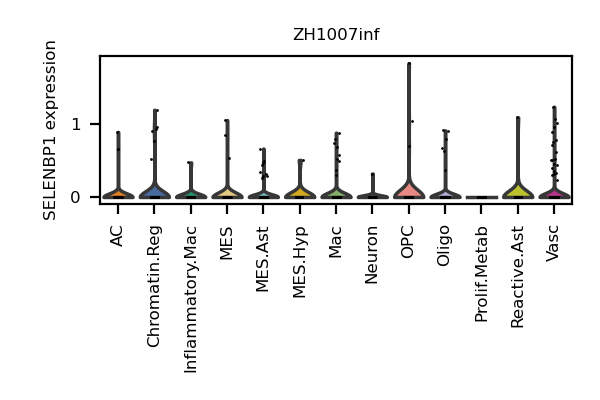 ZH1007inf
SELENBP1 expression
1
0
AC
Chromatin.Reg
Inflammatory.Mac
MES
MES.Ast
MES.Hyp
Mac
Neuron
OPC
Oligo
Prolif.Metab
Reactive.Ast
Vasc